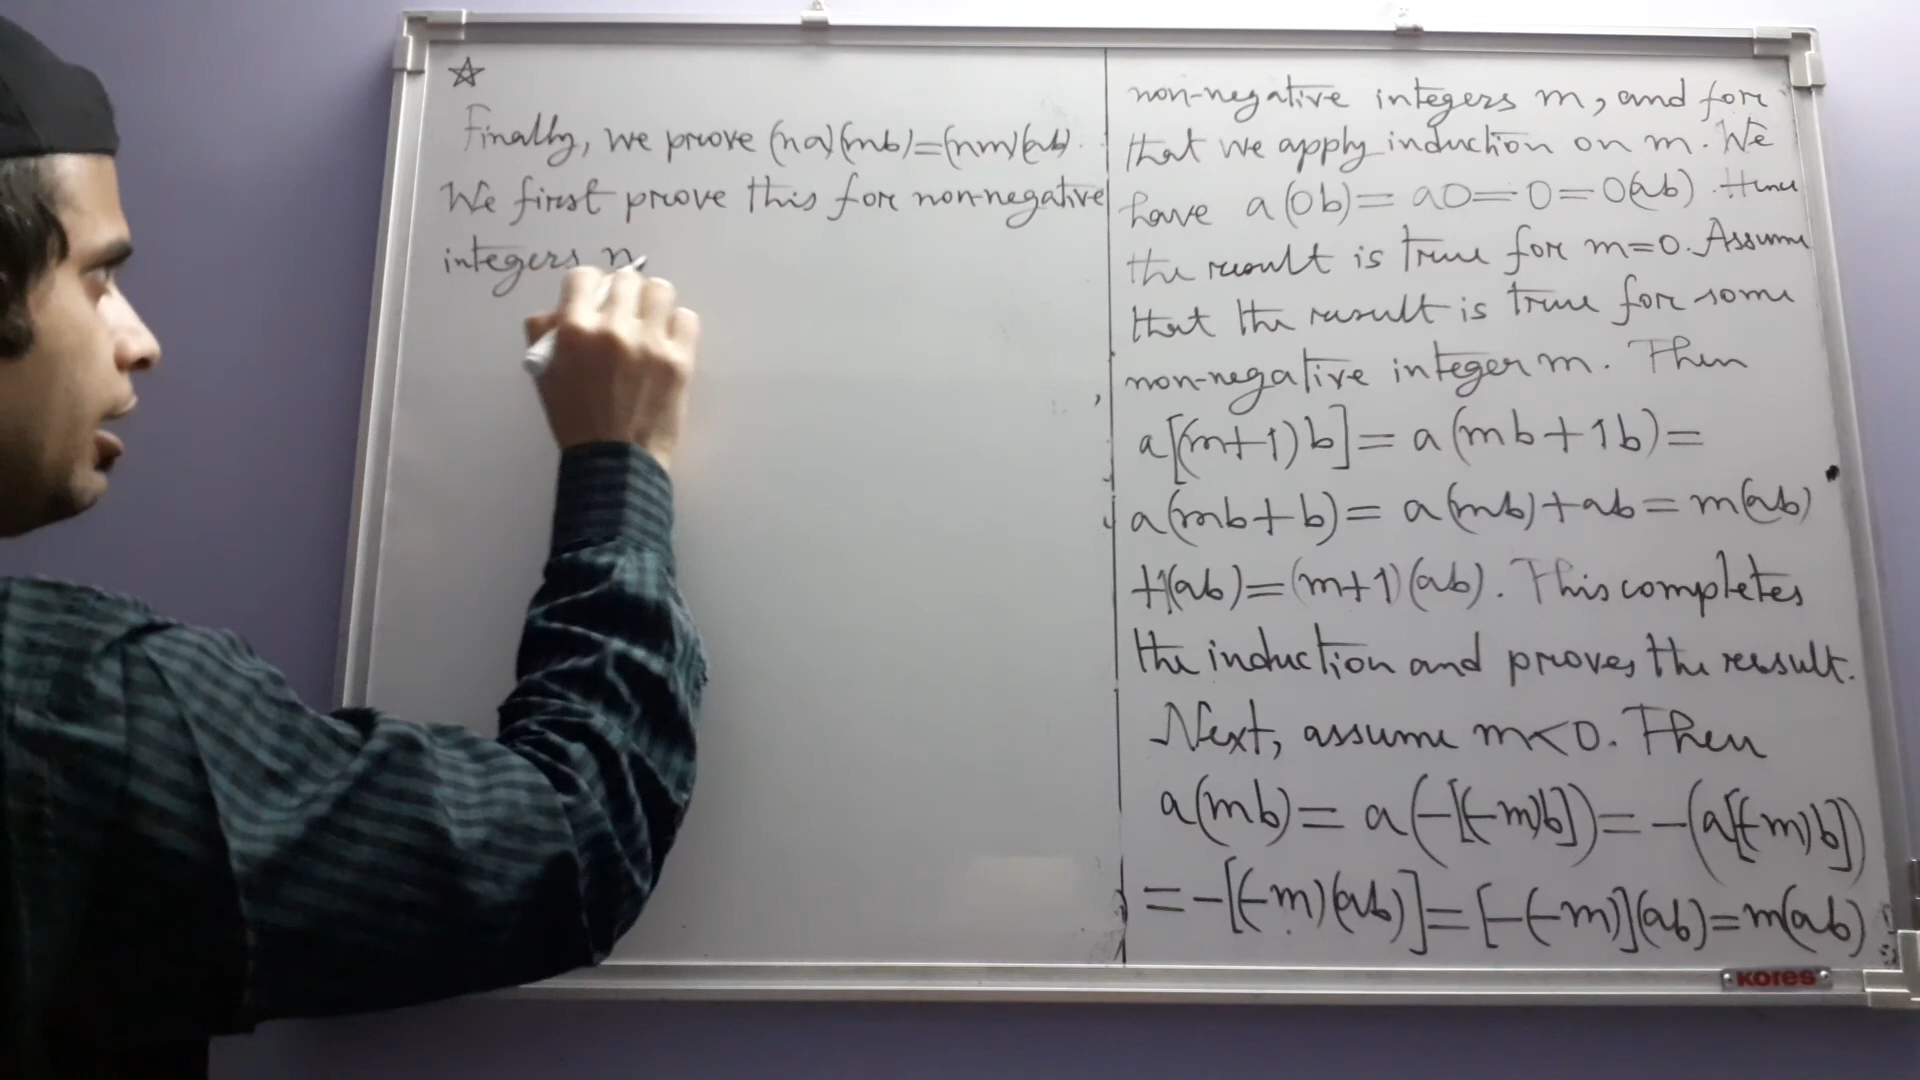 Finally, we prove (na)(mb)=(nm)(ab).
We first prove this for non-negative
integers n
non-negative integers m, and for
that we apply induction on m. We
have a(0b)=a0=0=0(ab). Hence
the result is true for m=0. Assume
that the result is true for some
non-negative integer m. Then
a[(m+1)b]=a(mb+1b)=
a(mb+b)=a(mb)+ab=m(ab)
+1(ab)=(m+1)(ab). This completes
the induction and proves the result.
Next, assume m<0. Then
a(mb)=a(-[(-m)b])=-(a[(-m)b])
=-[(-m)(ab)]=[-(-m)](ab)=m(ab)
KORES